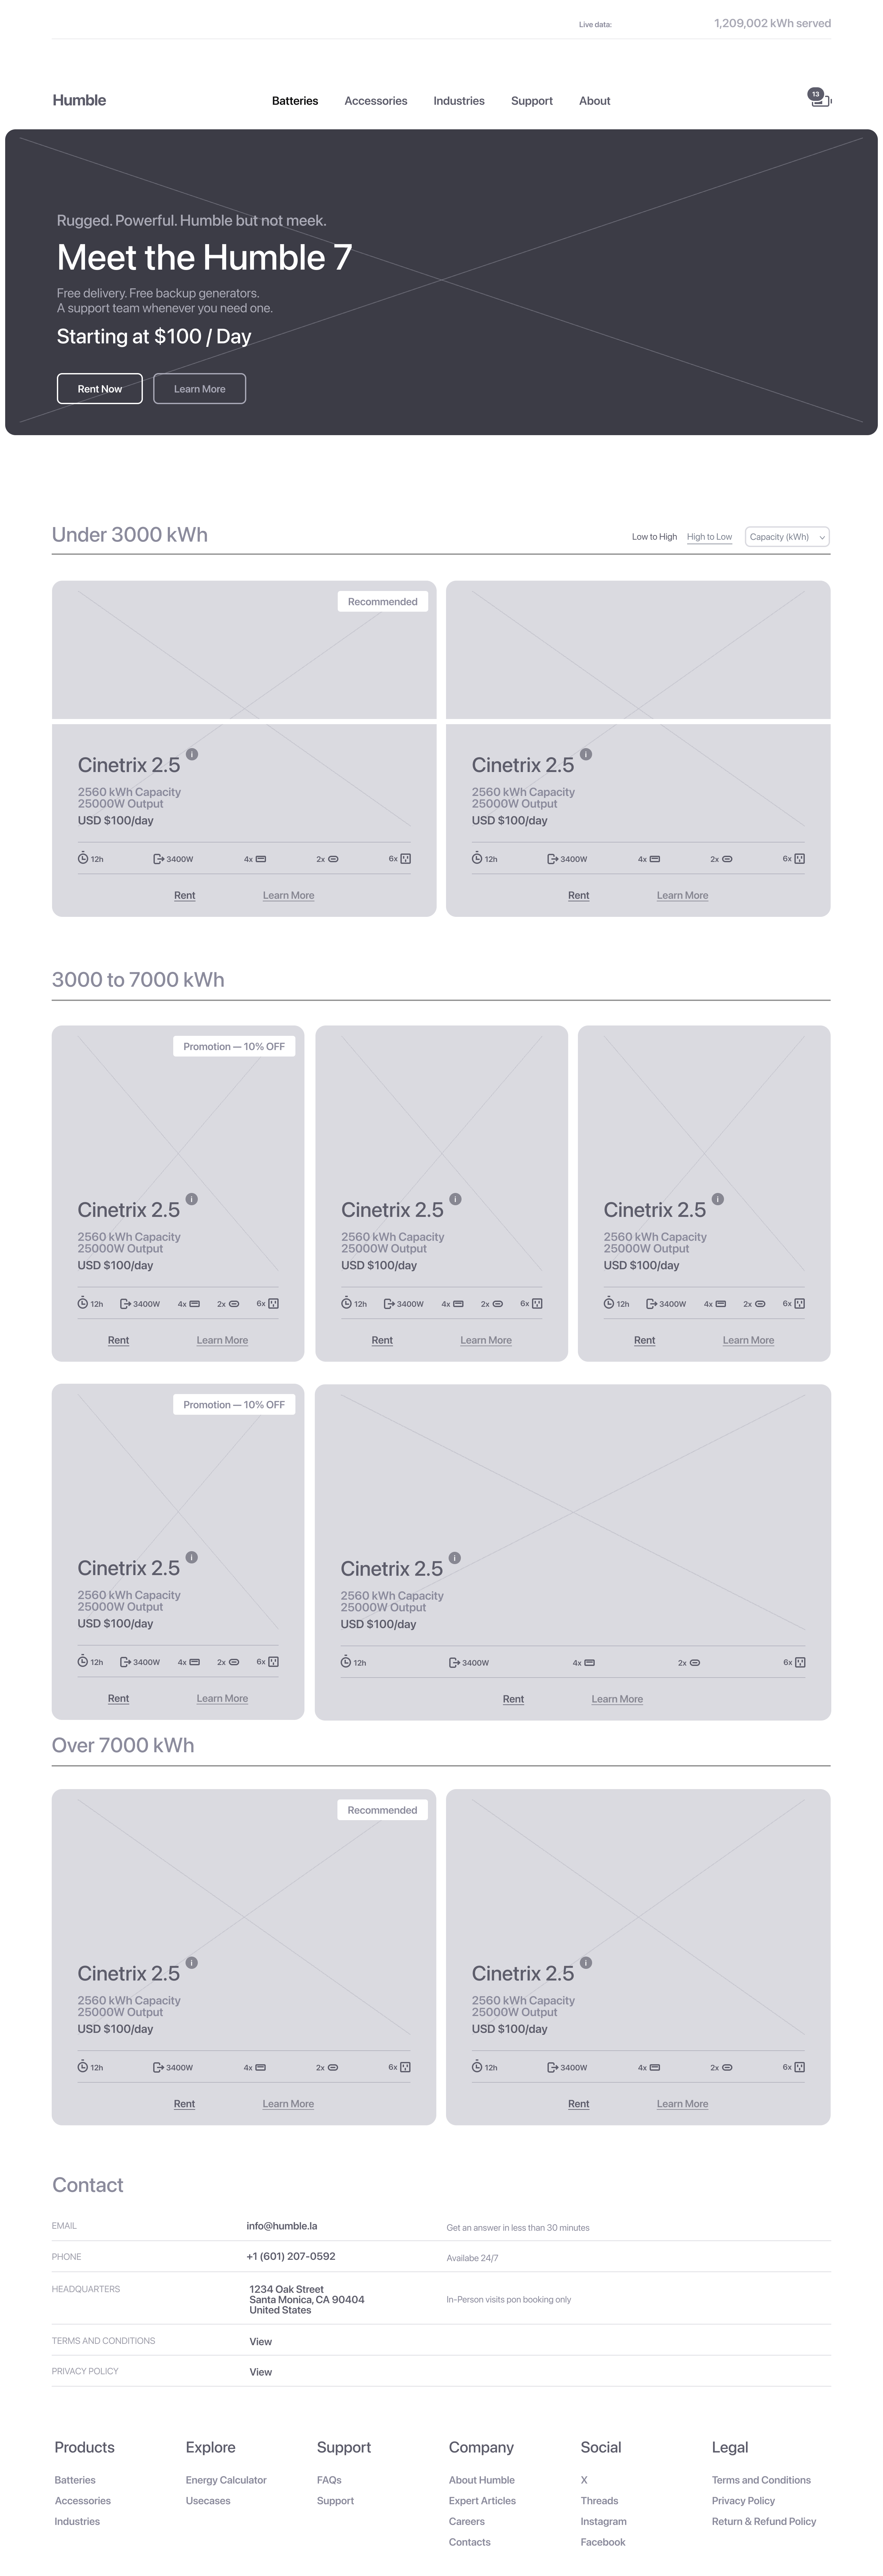 Live data: 1,209,002 kWh served
Humble
Batteries Accessories Industries Support About
13
Rugged. Powerful. Humble but not meek.
Meet the Humble 7
Free delivery. Free backup generators.
A support team whenever you need one.
Starting at $100 / Day
Rent Now Learn More
Under 3000 kWh
Low to High High to Low Capacity (kWh)
Recommended
Cinetrix 2.5 i
2560 kWh Capacity
25000W Output
USD $100/day
12h 3400W 4x 2x 6x
Rent Learn More
Cinetrix 2.5 i
2560 kWh Capacity
25000W Output
USD $100/day
12h 3400W 4x 2x 6x
Rent Learn More
3000 to 7000 kWh
Promotion — 10% OFF
Cinetrix 2.5 i
2560 kWh Capacity
25000W Output
USD $100/day
12h 3400W 4x 2x 6x
Rent Learn More
Cinetrix 2.5 i
2560 kWh Capacity
25000W Output
USD $100/day
12h 3400W 4x 2x 6x
Rent Learn More
Cinetrix 2.5 i
2560 kWh Capacity
25000W Output
USD $100/day
12h 3400W 4x 2x 6x
Rent Learn More
Promotion — 10% OFF
Cinetrix 2.5 i
2560 kWh Capacity
25000W Output
USD $100/day
12h 3400W 4x 2x 6x
Rent Learn More
Cinetrix 2.5 i
2560 kWh Capacity
25000W Output
USD $100/day
12h 3400W 4x 2x 6x
Rent Learn More
Over 7000 kWh
Recommended
Cinetrix 2.5 i
2560 kWh Capacity
25000W Output
USD $100/day
12h 3400W 4x 2x 6x
Rent Learn More
Cinetrix 2.5 i
2560 kWh Capacity
25000W Output
USD $100/day
12h 3400W 4x 2x 6x
Rent Learn More
Contact
EMAIL info@humble.la Get an answer in less than 30 minutes
PHONE +1 (601) 207-0592 Availabe 24/7
HEADQUARTERS 1234 Oak Street
Santa Monica, CA 90404
United States
In-Person visits pon booking only
TERMS AND CONDITIONS View
PRIVACY POLICY View
Products
Batteries
Accessories
Industries
Explore
Energy Calculator
Usecases
Support
FAQs
Support
Company
About Humble
Expert Articles
Careers
Contacts
Social
X
Threads
Instagram
Facebook
Legal
Terms and Conditions
Privacy Policy
Return & Refund Policy